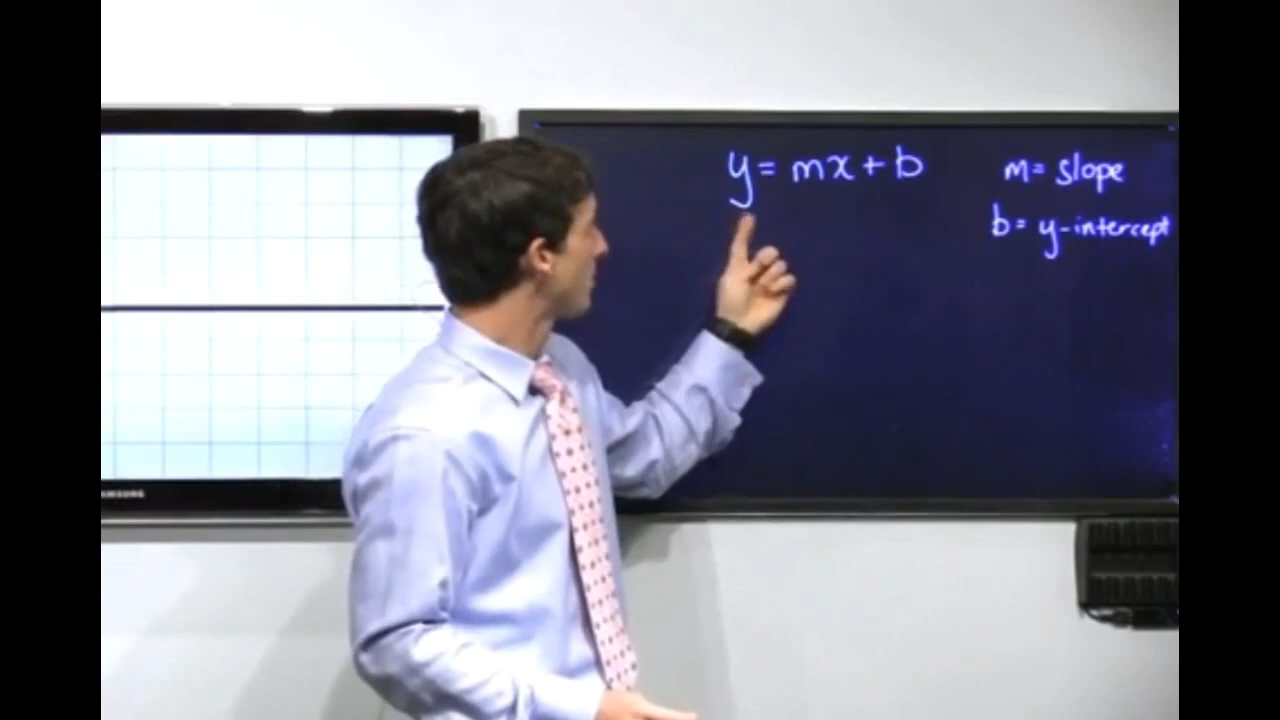 y = mx + b
m = slope
b = y-intercept
SAMSUNG